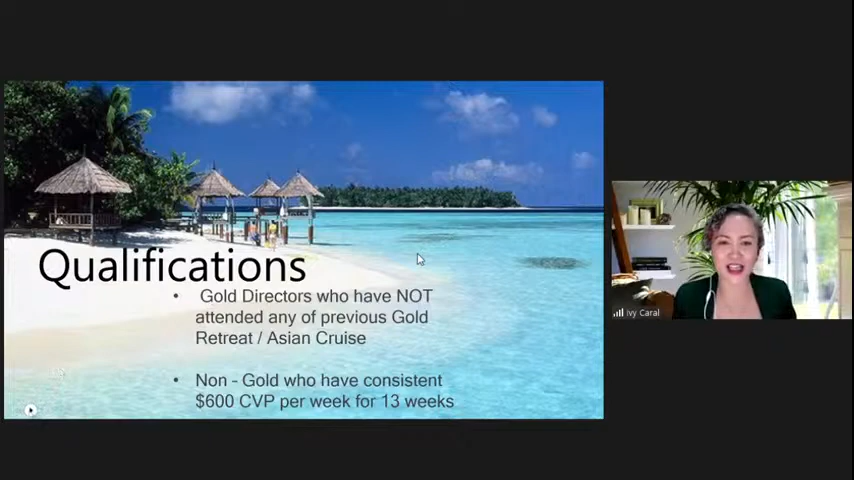 Qualifications
• Gold Directors who have NOT
attended any of previous Gold
Retreat / Asian Cruise
• Non - Gold who have consistent
$600 CVP per week for 13 weeks
Ivy Caral